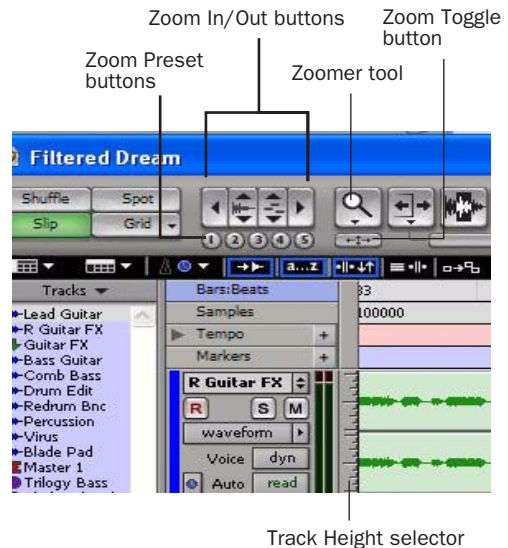 Zoom In/Out buttons
Zoom Toggle
button
Zoom Preset
buttons
Zoomer tool
Filtered Dream
Shuffle
Spot
Slip
Grid
1 2 3 4 5
a...z
Tracks
Bars:Beats
33
Samples
100000
Tempo +
Markers +
Lead Guitar
R Guitar FX
Guitar FX
Bass Guitar
Comb Bass
Drum Edit
Redrum Bnc
Percussion
Virus
Blade Pad
Master 1
Trilogy Bass
R Guitar FX
R S M
waveform
Voice dyn
Auto read
Track Height selector